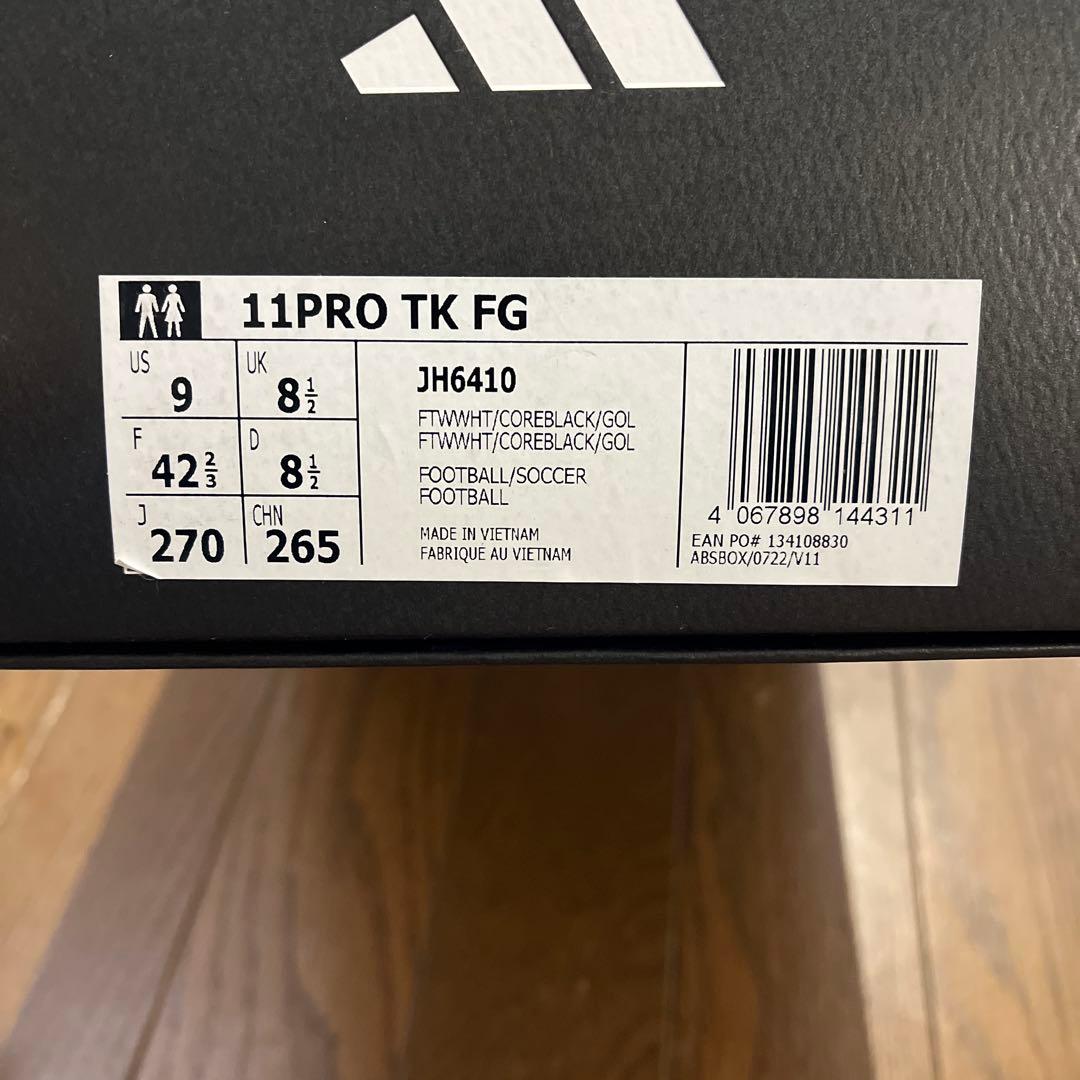 11PRO TK FG
US 9 UK 8 1/2
F 42 2/3 D 8 1/2
J 270 CHN 265
JH6410
FTWWHT/COREBLACK/GOL
FTWWHT/COREBLACK/GOL
FOOTBALL/SOCCER
FOOTBALL
MADE IN VIETNAM
FABRIQUÉ AU VIETNAM
4 067898 144311
EAN PO# 134108830
ABSBOX/0722/V11